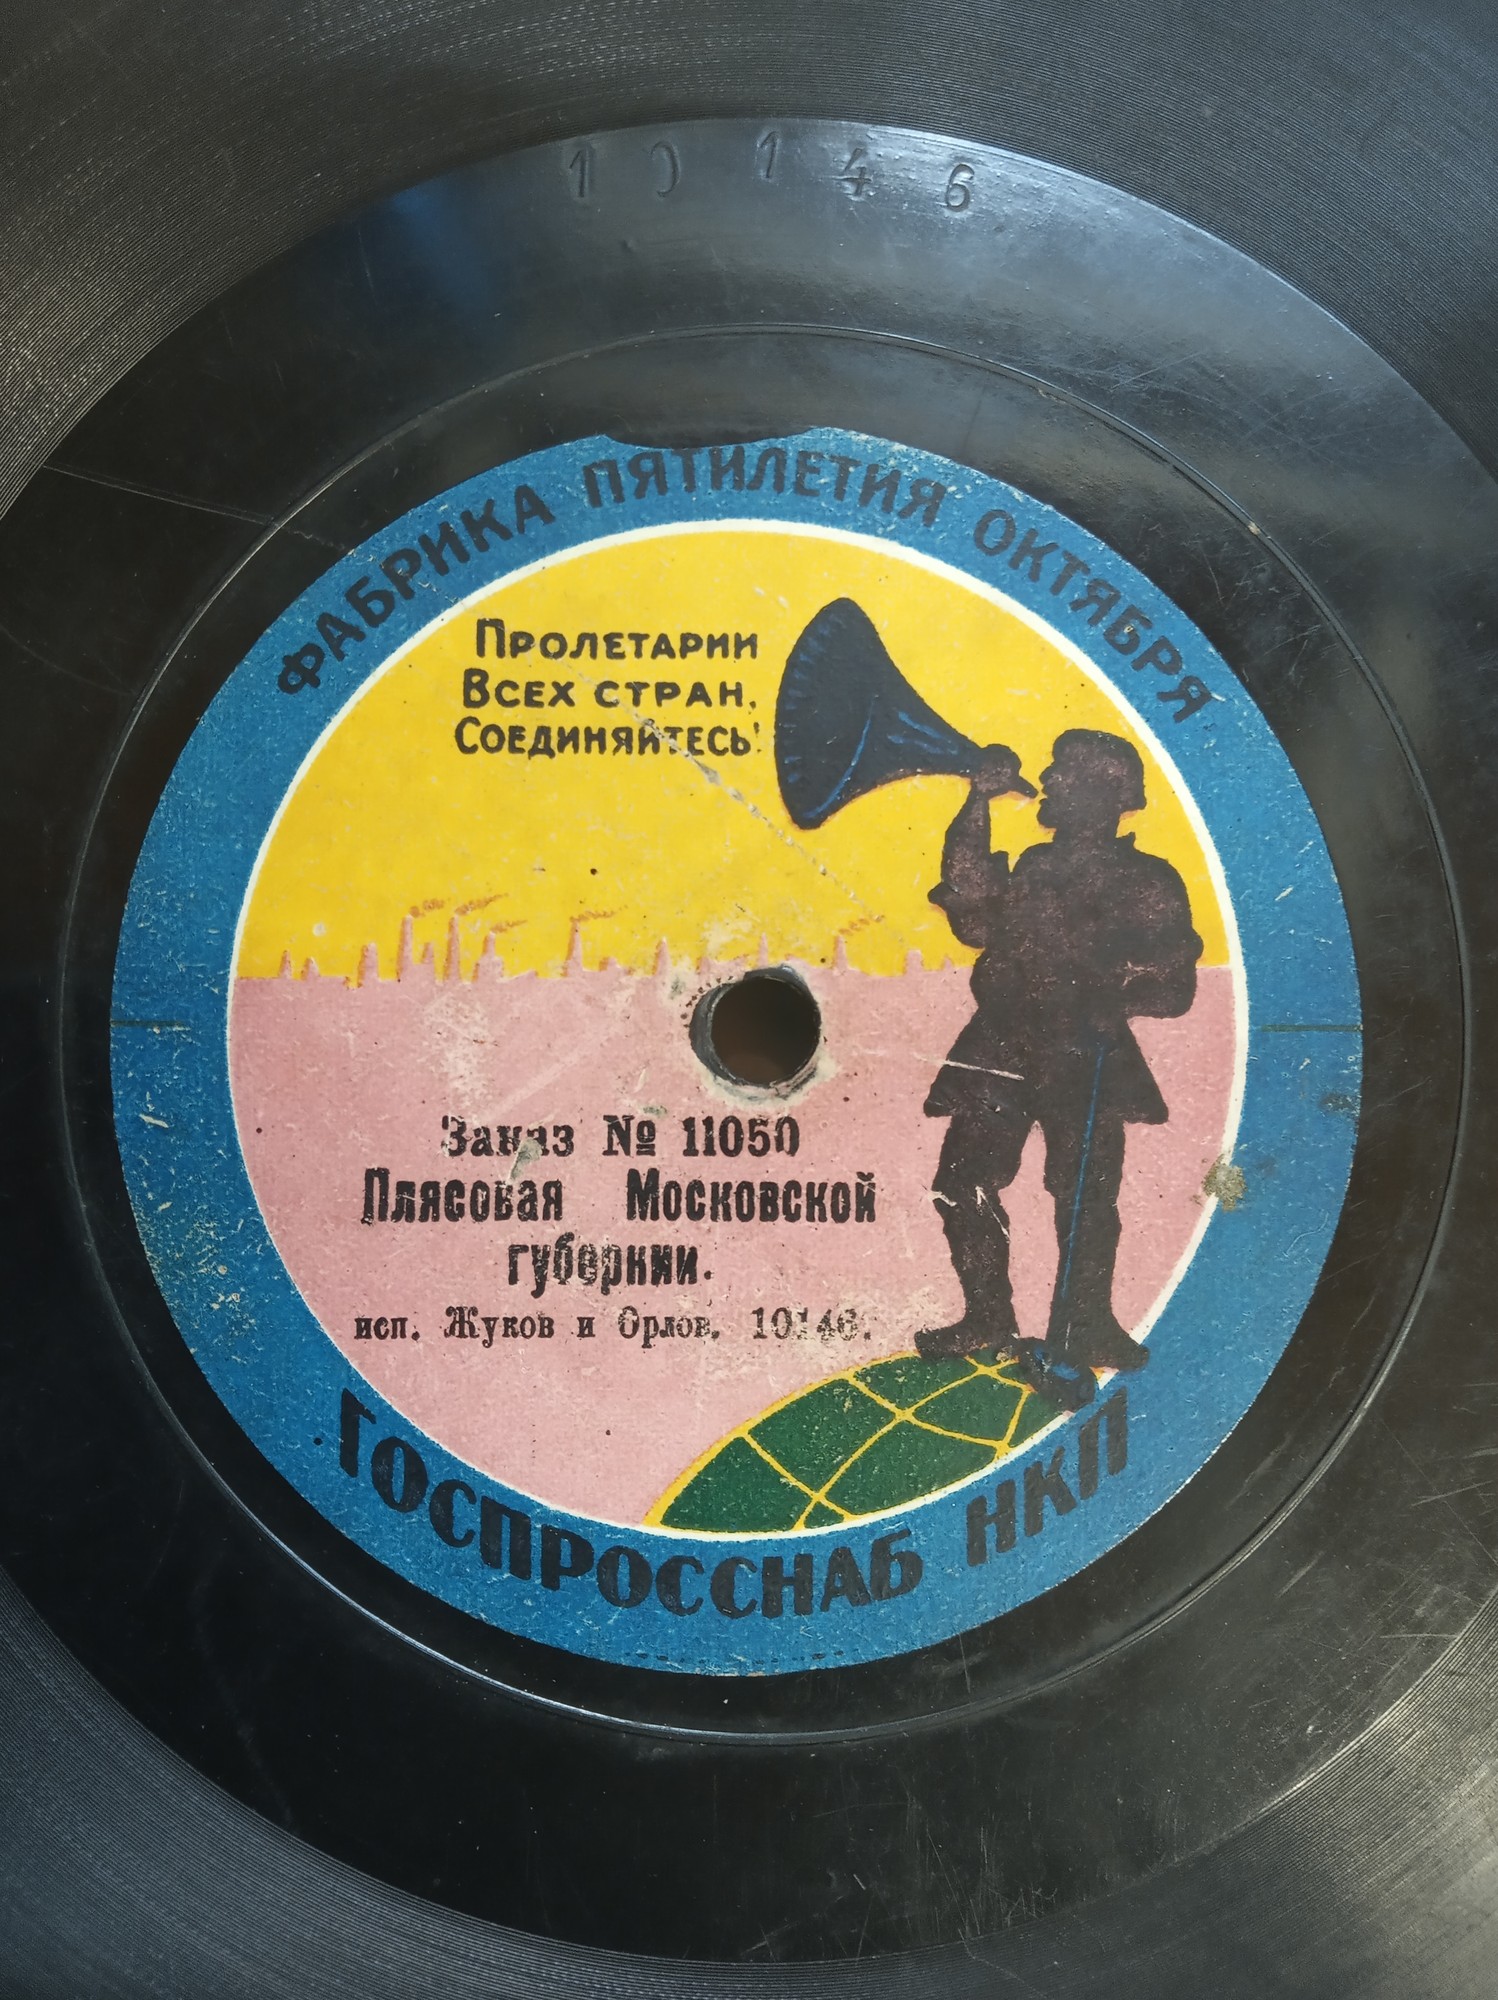 10146
ФАБРИКА ПЯТИЛЕТИЯ ОКТЯБРЯ
ПРОЛЕТАРИИ
ВСЕХ СТРАН,
СОЕДИНЯЙТЕСЬ!
Заказ № 11050
Плясовая Московской
губернии.
исп. Жуков и Орлов. 10146.
ГОСПРОССНАБ НКП